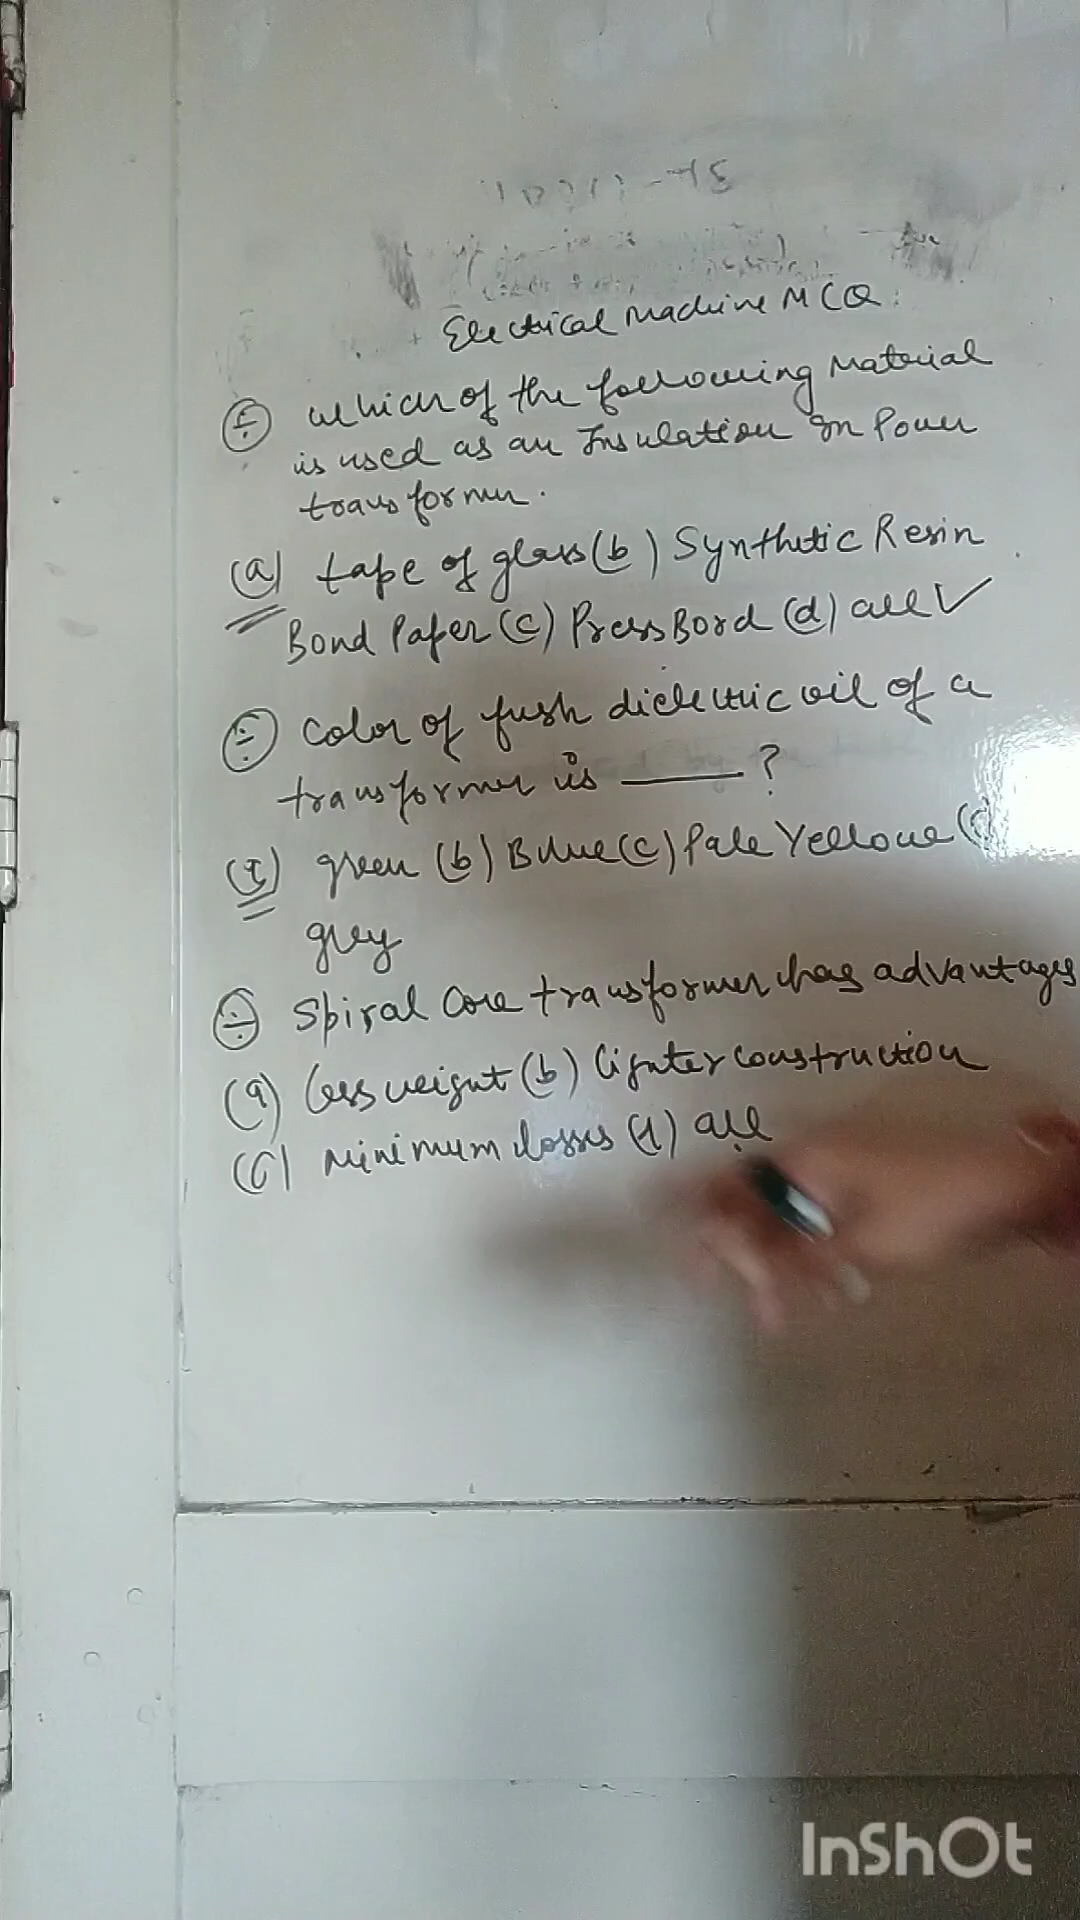 Electrical Machine MCQ:
which of the following Material
is used as an Insulation In Power
transformer.
(a) tape of glass (b) Synthetic Resin
Bond Paper (c) Press Bord (d) all ✓
Color of fresh dielectric oil of a
transformer is ______ ?
(a) green (b) Blue (c) Pale Yellow (d)
grey
Spiral Core transformer has advantages
(a) less weight (b) lighter construction
(c) Minimum losses (d) all
InShOt